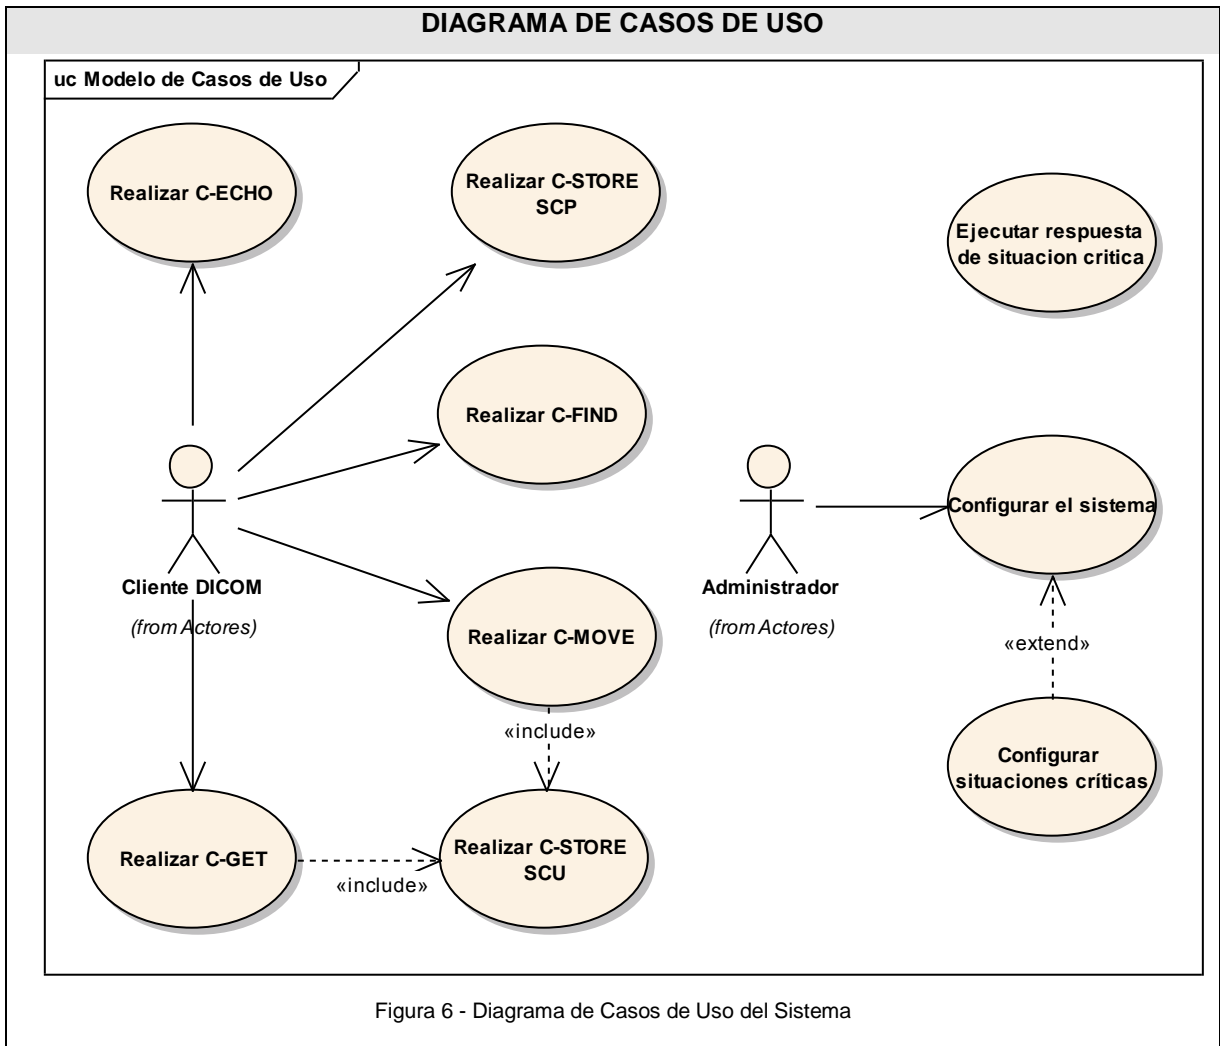 DIAGRAMA DE CASOS DE USO
uc Modelo de Casos de Uso
Realizar C-ECHO
Realizar C-STORE
SCP
Ejecutar respuesta
de situacion critica
Realizar C-FIND
Configurar el sistema
Cliente DICOM
(from Actores)
Administrador
(from Actores)
Realizar C-MOVE
«extend»
«include»
Configurar
situaciones críticas
Realizar C-GET
«include»
Realizar C-STORE
SCU
Figura 6 - Diagrama de Casos de Uso del Sistema